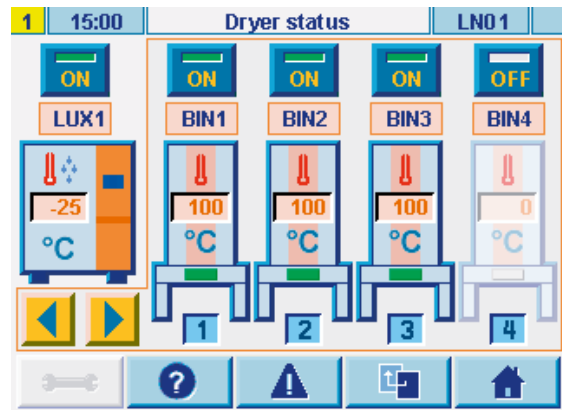 1 15:00 Dryer status LN01
ON ON ON ON OFF
LUX1 BIN1 BIN2 BIN3 BIN4
-25 100 100 100 0
°C °C °C °C °C
1 2 3 4
?